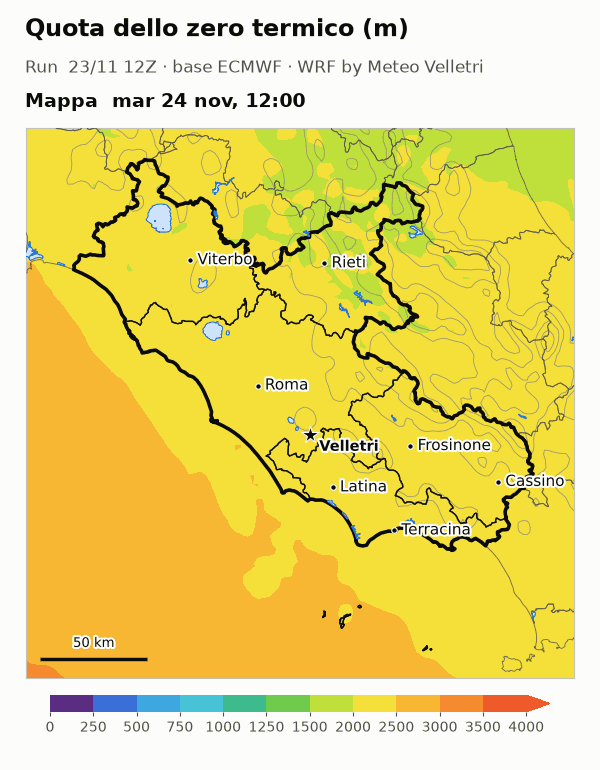 Quota dello zero termico (m)
Run  23/11 12Z · base ECMWF · WRF by Meteo Velletri
Mappa  mar 24 nov, 12:00
Viterbo
Rieti
Roma
Velletri
Frosinone
Cassino
Latina
Terracina
50 km
0 250 500 750 1000 1250 1500 2000 2500 3000 3500 4000